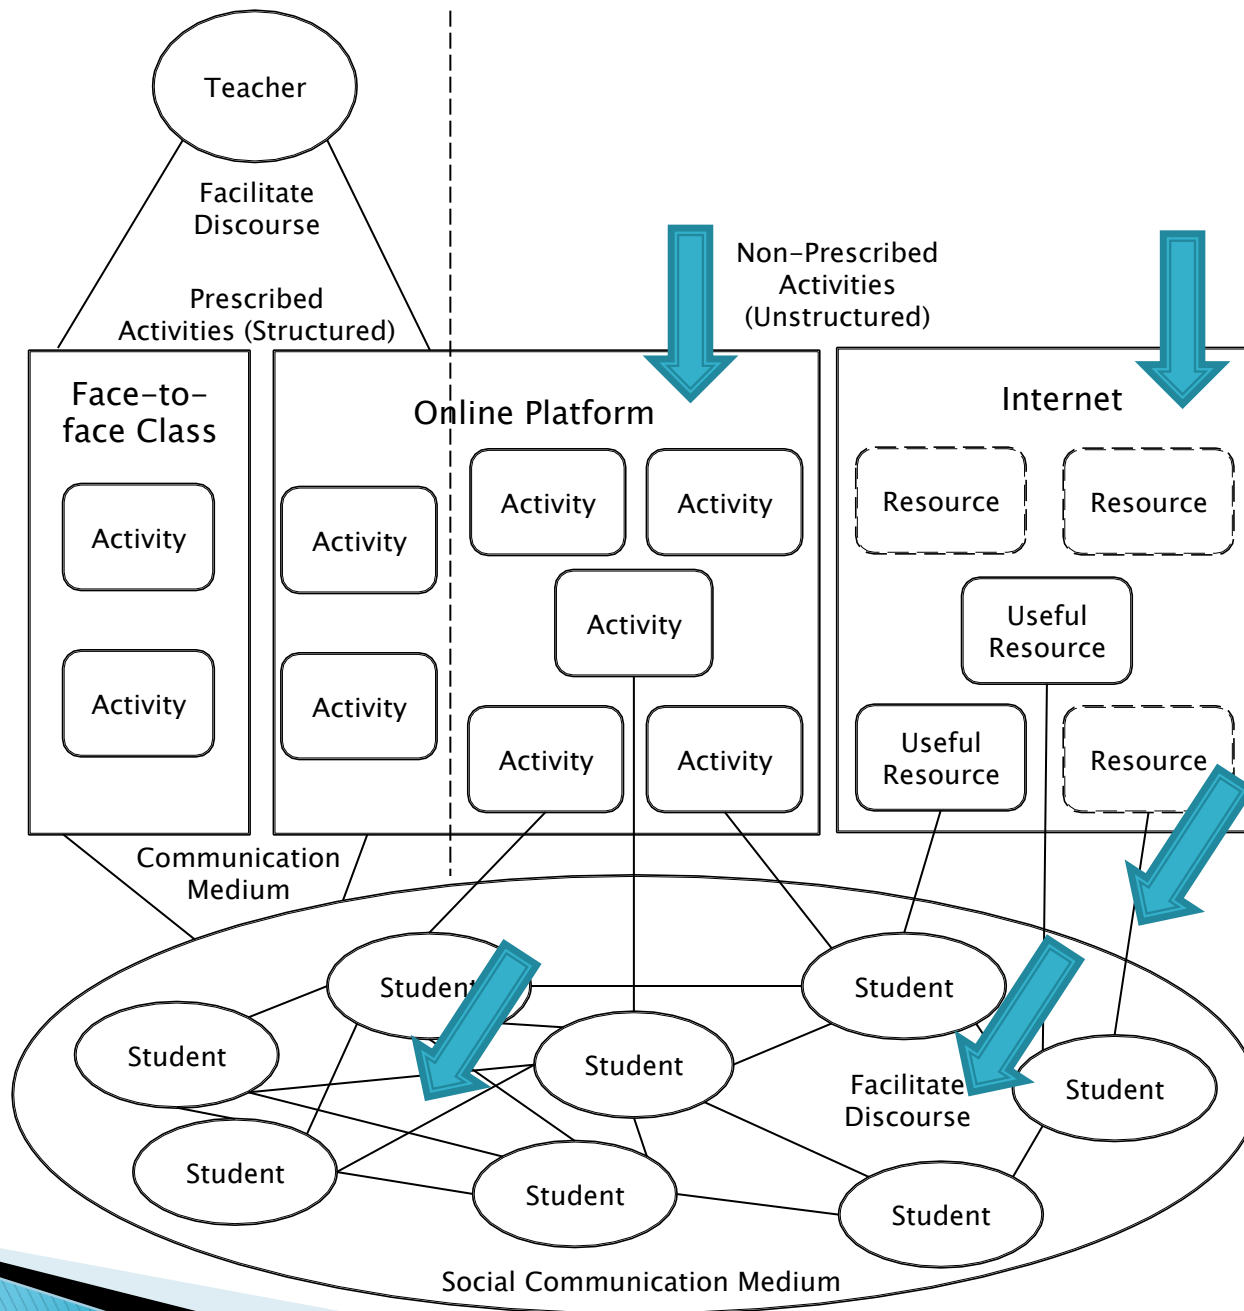 Teacher
Facilitate
Discourse
Non-Prescribed
Activities
(Unstructured)
Prescribed
Activities (Structured)
Face-to-
face Class
Activity
Activity
Online Platform
Activity
Activity
Activity
Activity
Activity
Activity
Activity
Internet
Resource
Resource
Useful
Resource
Useful
Resource
Resource
Communication
Medium
Student
Student
Student
Student
Student
Facilitate
Discourse
Student
Student
Student
Social Communication Medium